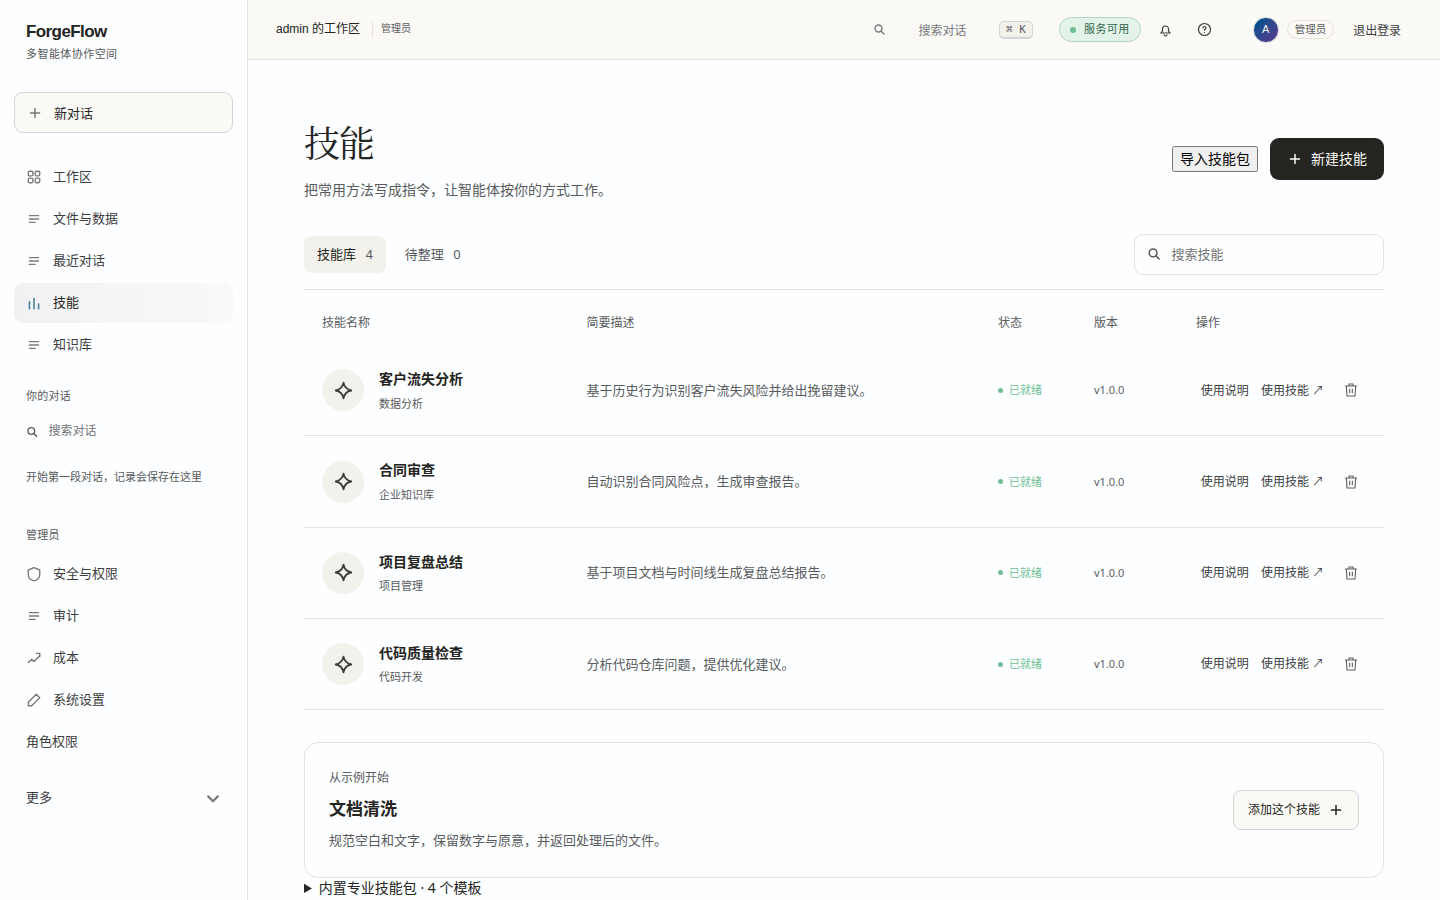 ForgeFlow
多智能体协作空间
新对话
工作区
文件与数据
最近对话
技能
知识库
你的对话
搜索对话
开始第一段对话，记录会保存在这里
管理员
安全与权限
审计
成本
系统设置
角色权限
更多
admin 的工作区 管理员
搜索对话 ⌘ K
服务可用
A 管理员 退出登录
技能
把常用方法写成指令，让智能体按你的方式工作。
导入技能包 新建技能
技能库 4 待整理 0
搜索技能
技能名称 简要描述 状态 版本 操作
客户流失分析
数据分析
基于历史行为识别客户流失风险并给出挽留建议。 已就绪 v1.0.0 使用说明 使用技能 ↗
合同审查
企业知识库
自动识别合同风险点，生成审查报告。 已就绪 v1.0.0 使用说明 使用技能 ↗
项目复盘总结
项目管理
基于项目文档与时间线生成复盘总结报告。 已就绪 v1.0.0 使用说明 使用技能 ↗
代码质量检查
代码开发
分析代码仓库问题，提供优化建议。 已就绪 v1.0.0 使用说明 使用技能 ↗
从示例开始
文档清洗
规范空白和文字，保留数字与原意，并返回处理后的文件。
添加这个技能
内置专业技能包 · 4 个模板